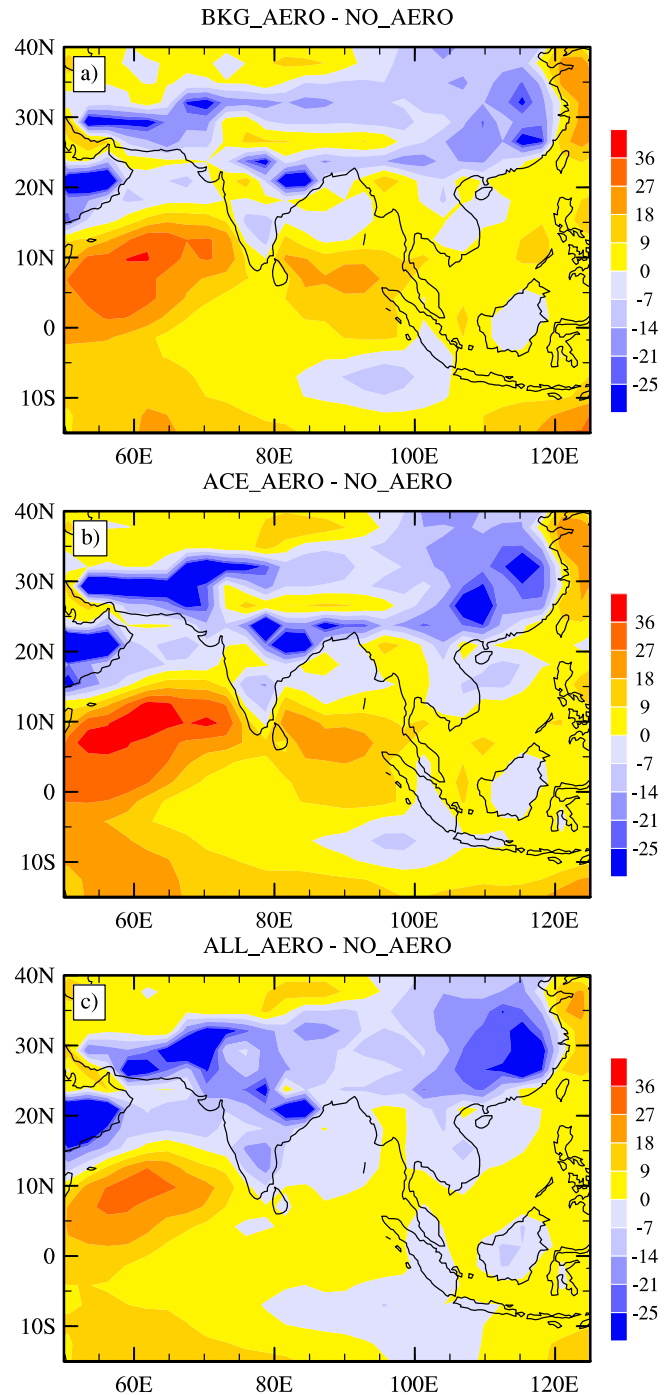 BKG_AERO - NO_AERO
a)
40N
30N
20N
10N
0
10S
60E 80E 100E 120E
36
27
18
9
0
-7
-14
-21
-25
ACE_AERO - NO_AERO
b)
40N
30N
20N
10N
0
10S
60E 80E 100E 120E
36
27
18
9
0
-7
-14
-21
-25
ALL_AERO - NO_AERO
c)
40N
30N
20N
10N
0
10S
60E 80E 100E 120E
36
27
18
9
0
-7
-14
-21
-25